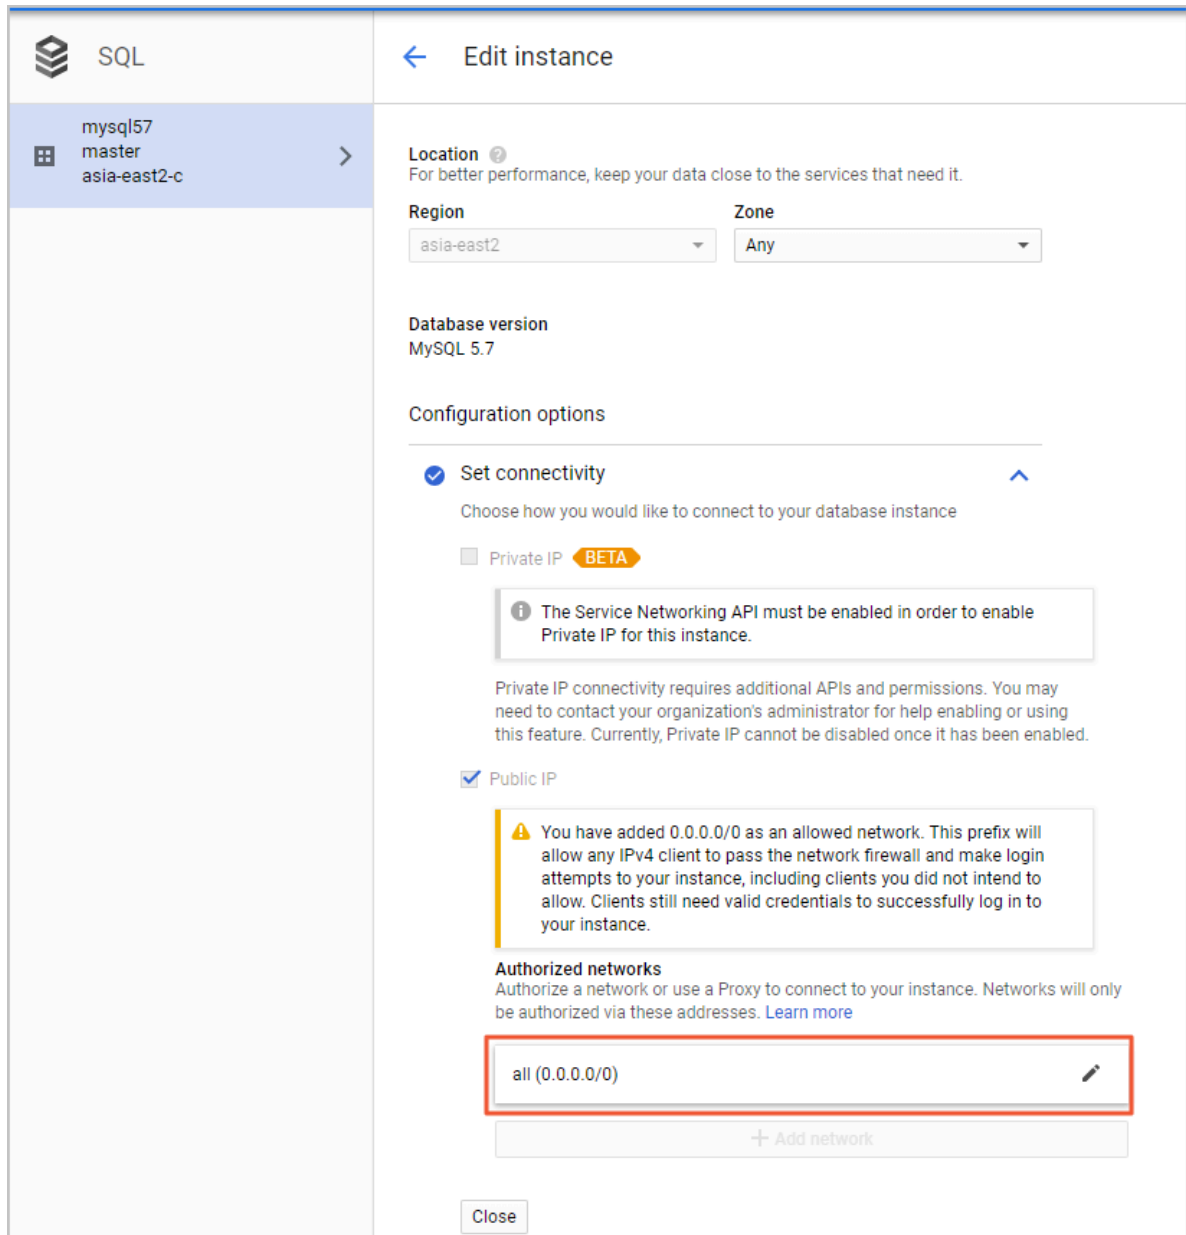 SQL
Edit instance
mysql57
master
asia-east2-c
Location
For better performance, keep your data close to the services that need it.
Region
Zone
asia-east2
Any
Database version
MySQL 5.7
Configuration options
Set connectivity
Choose how you would like to connect to your database instance
Private IP BETA
The Service Networking API must be enabled in order to enable
Private IP for this instance.
Private IP connectivity requires additional APIs and permissions. You may
need to contact your organization's administrator for help enabling or using
this feature. Currently, Private IP cannot be disabled once it has been enabled.
Public IP
You have added 0.0.0.0/0 as an allowed network. This prefix will
allow any IPv4 client to pass the network firewall and make login
attempts to your instance, including clients you did not intend to
allow. Clients still need valid credentials to successfully log in to
your instance.
Authorized networks
Authorize a network or use a Proxy to connect to your instance. Networks will only
be authorized via these addresses. Learn more
all (0.0.0.0/0)
+ Add network
Close